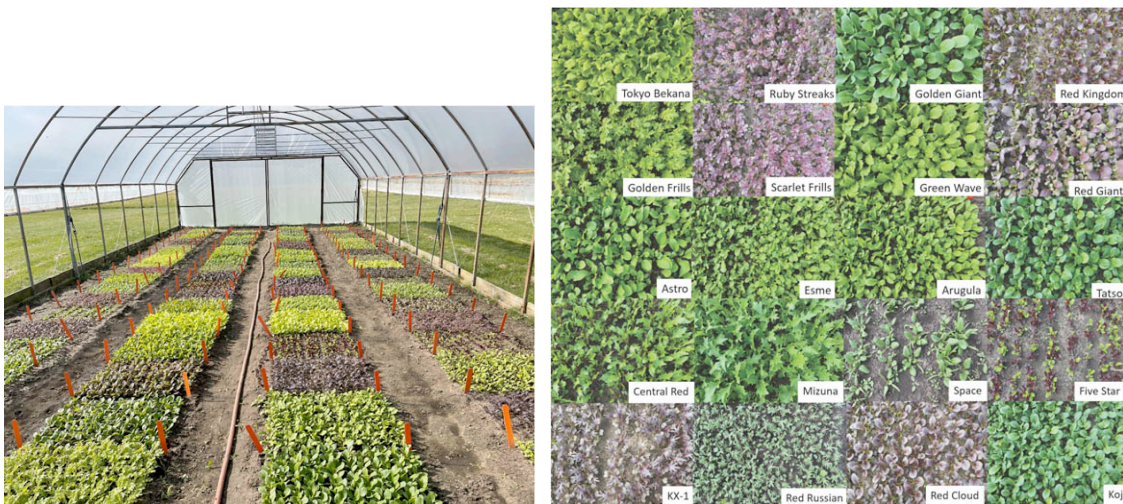 Tokyo Bekana
Ruby Streaks
Golden Giant
Red Kingdom
Golden Frills
Scarlet Frills
Green Wave
Red Giant
Astro
Esme
Arugula
Tatso
Central Red
Mizuna
Space
Five Star
KX-1
Red Russian
Red Cloud